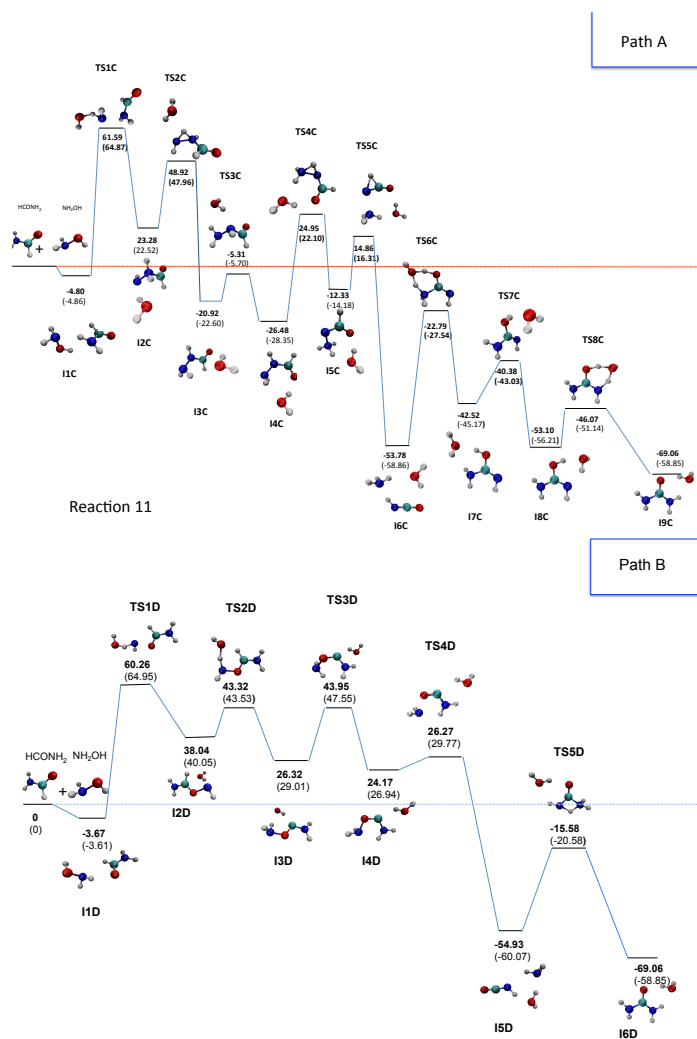 Path A
TS1C
TS2C
61.59
(64.87)
48.92
(47.96)
TS3C
TS4C
TS5C
HCONH2
NH2OH
+
-4.80
(-4.86)
I1C
23.28
(22.52)
I2C
-5.31
(-5.70)
-20.92
(-22.60)
I3C
-26.48
(-28.35)
I4C
24.95
(22.10)
-12.33
(-14.18)
I5C
14.86
(16.31)
TS6C
-22.79
(-27.54)
TS7C
-40.38
(-43.03)
TS8C
-53.78
(-58.86)
I6C
-42.52
(-45.17)
I7C
-53.10
(-56.21)
I8C
-46.07
(-51.14)
-69.06
(-58.85)
I9C
Reaction 11
Path B
TS1D
TS2D
TS3D
TS4D
60.26
(64.95)
43.32
(43.53)
43.95
(47.55)
26.27
(29.77)
HCONH2
NH2OH
+
0
(0)
-3.67
(-3.61)
I1D
38.04
(40.05)
I2D
26.32
(29.01)
I3D
24.17
(26.94)
I4D
TS5D
-15.58
(-20.58)
-54.93
(-60.07)
I5D
-69.06
(-58.85)
I6D